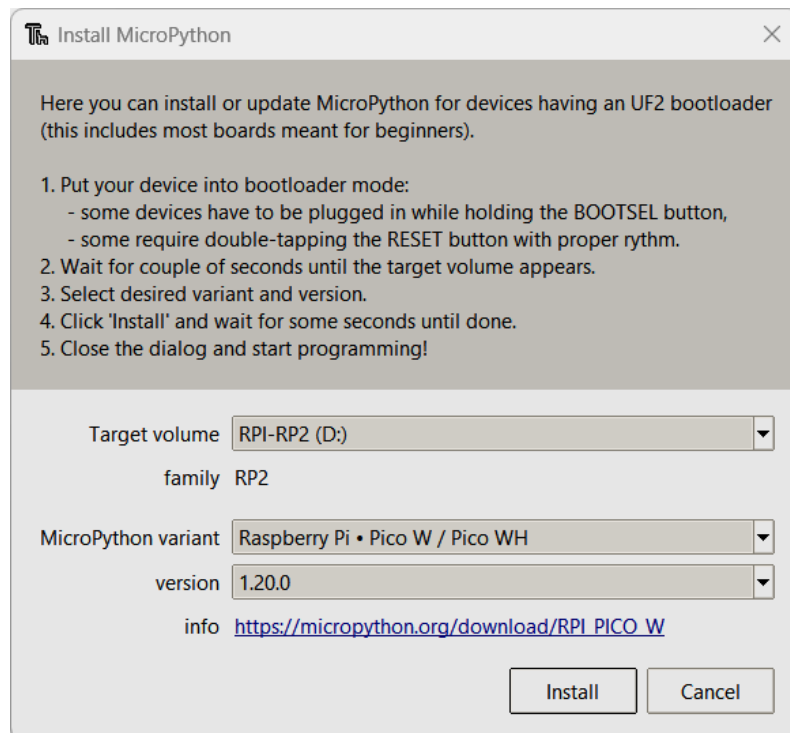 Install MicroPython
Here you can install or update MicroPython for devices having an UF2 bootloader
(this includes most boards meant for beginners).
1. Put your device into bootloader mode:
- some devices have to be plugged in while holding the BOOTSEL button,
- some require double-tapping the RESET button with proper rythm.
2. Wait for couple of seconds until the target volume appears.
3. Select desired variant and version.
4. Click 'Install' and wait for some seconds until done.
5. Close the dialog and start programming!
Target volume RPI-RP2 (D:)
family RP2
MicroPython variant Raspberry Pi • Pico W / Pico WH
version 1.20.0
info https://micropython.org/download/RPI_PICO_W
Install Cancel